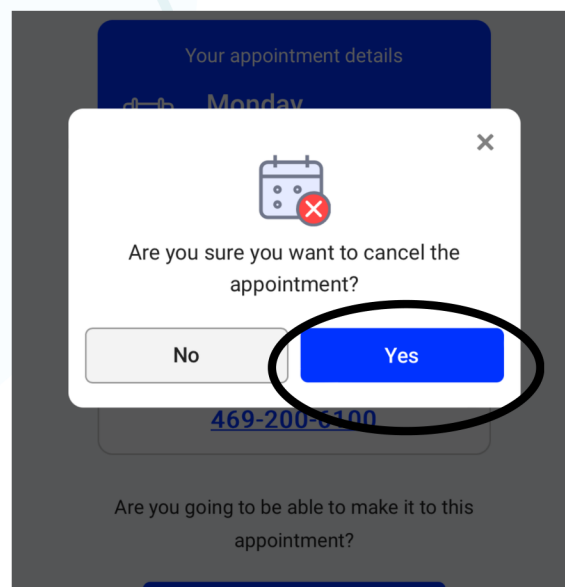 Your appointment details
Monday
Are you sure you want to cancel the
appointment?
No
Yes
469-200-6100
Are you going to be able to make it to this
appointment?